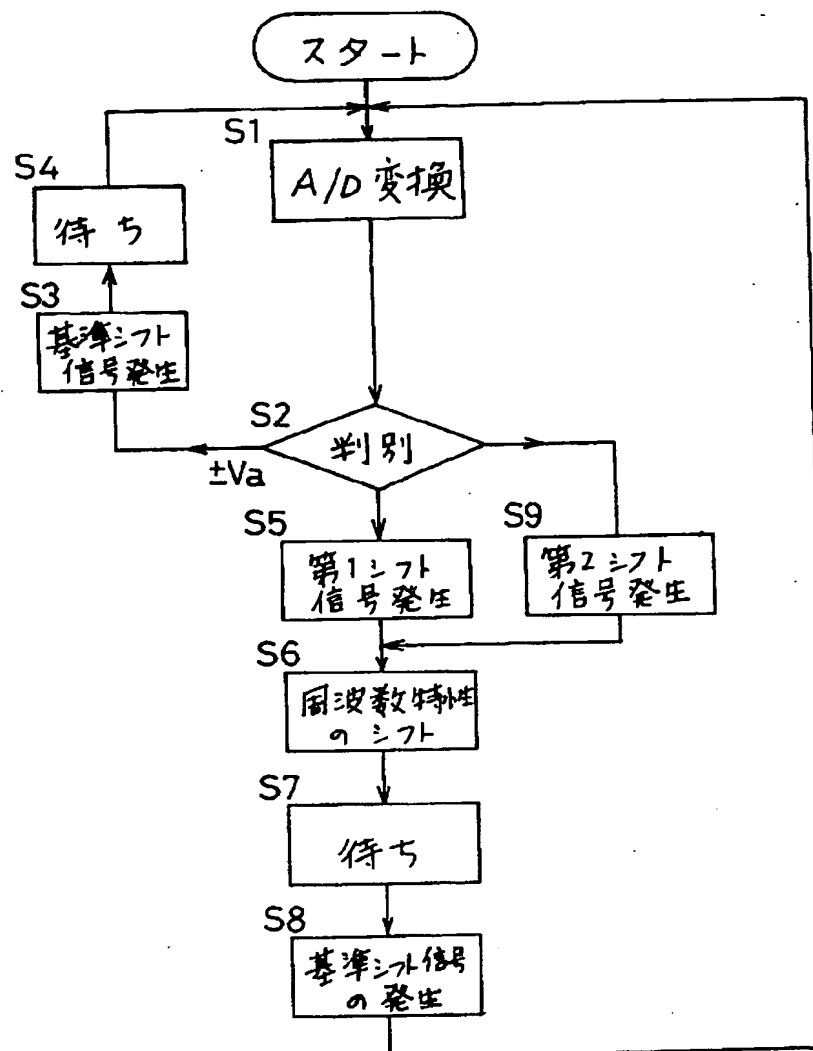 スタート
S1
A/D変換
S4
待ち
S3
基準シフト
信号発生
S2
判別
±Va
S5
第1シフト
信号発生
S9
第2シフト
信号発生
S6
周波数特性
のシフト
S7
待ち
S8
基準シフト信号
の発生